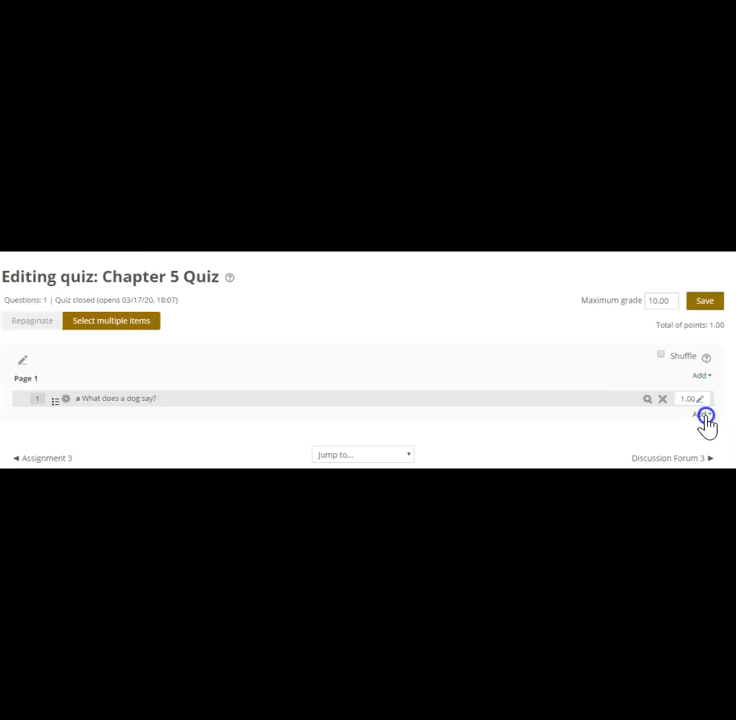 Editing quiz: Chapter 5 Quiz
Questions: 1 | Quiz closed (opens 03/17/20, 18:07)
Maximum grade 10.00 Save
Repaginate Select multiple items
Total of points: 1.00
Shuffle
Page 1
Add
1 a What does a dog say? 1.00
◄ Assignment 3 Jump to... Discussion Forum 3 ►